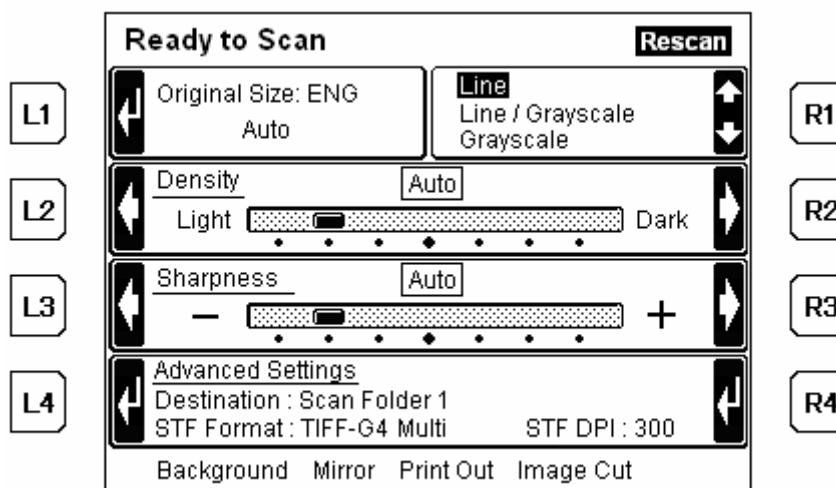 Ready to Scan Rescan
L1 Original Size: ENG Line R1
Auto Line / Grayscale
Grayscale
Density Auto
L2 Light Dark R2
Sharpness Auto
L3 − + R3
Advanced Settings
L4 Destination : Scan Folder 1 R4
STF Format : TIFF-G4 Multi STF DPI : 300
Background Mirror Print Out Image Cut